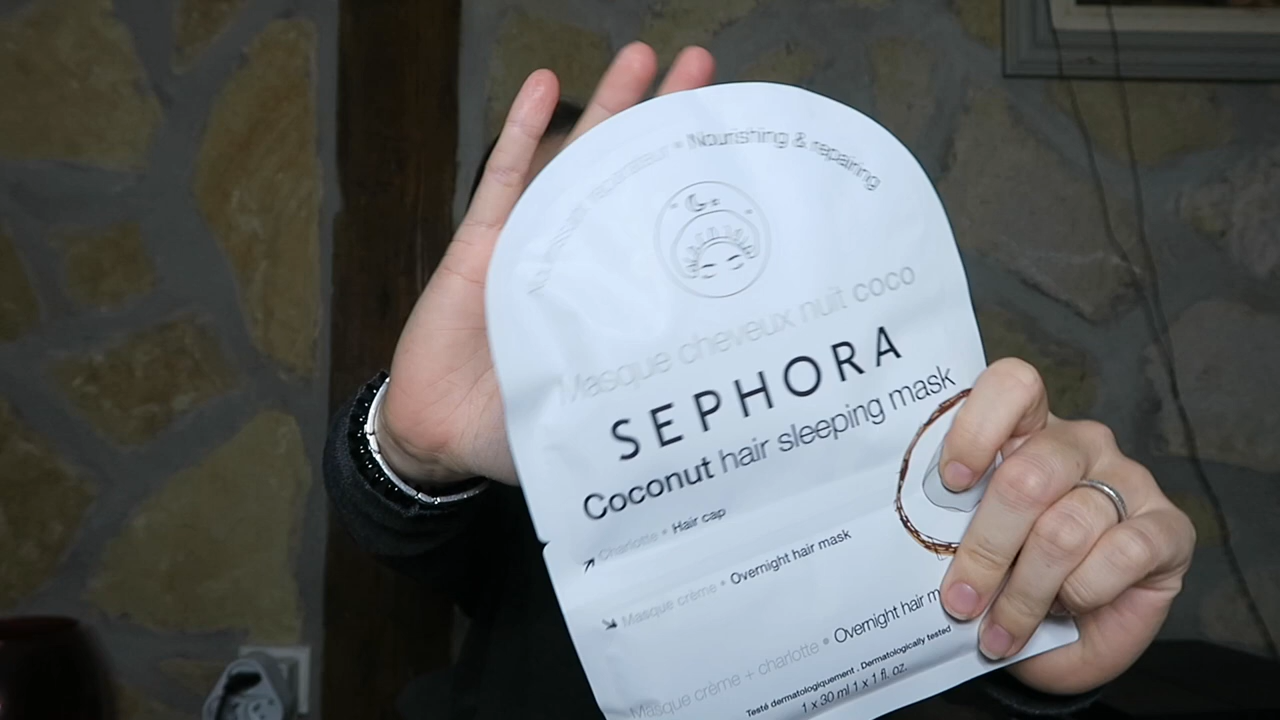 • Nourishing & repairing
Masque cheveux nuit coco
SEPHORA
Coconut hair sleeping mask
Charlotte • Hair cap
Masque crème • Overnight hair mask
Masque crème + charlotte • Overnight hair m
Testé dermatologiquement . Dermatologically tested
1 x 30 ml 1 x 1 fl. oz.